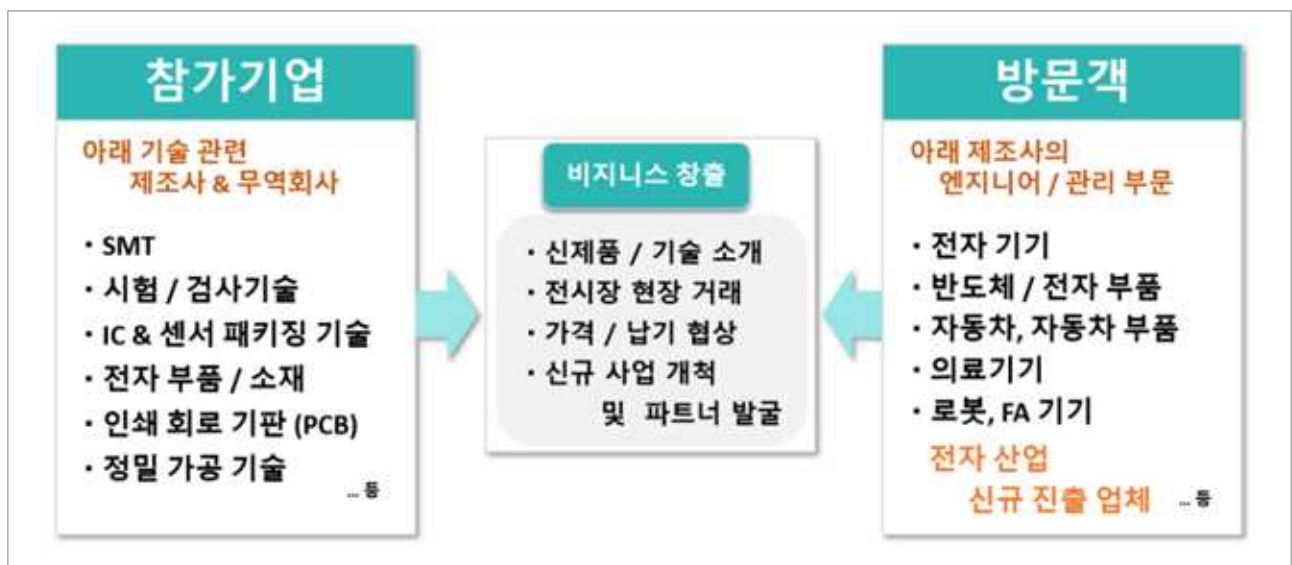 참가기업
아래 기술 관련
제조사 & 무역회사
· SMT
· 시험 / 검사기술
· IC & 센서 패키징 기술
· 전자 부품 / 소재
· 인쇄 회로 기판 (PCB)
· 정밀 가공 기술
... 등
비지니스 창출
· 신제품 / 기술 소개
· 전시장 현장 거래
· 가격 / 납기 협상
· 신규 사업 개척
및 파트너 발굴
방문객
아래 제조사의
엔지니어 / 관리 부문
· 전자 기기
· 반도체 / 전자 부품
· 자동차, 자동차 부품
· 의료기기
· 로봇, FA 기기
전자 산업
신규 진출 업체
... 등